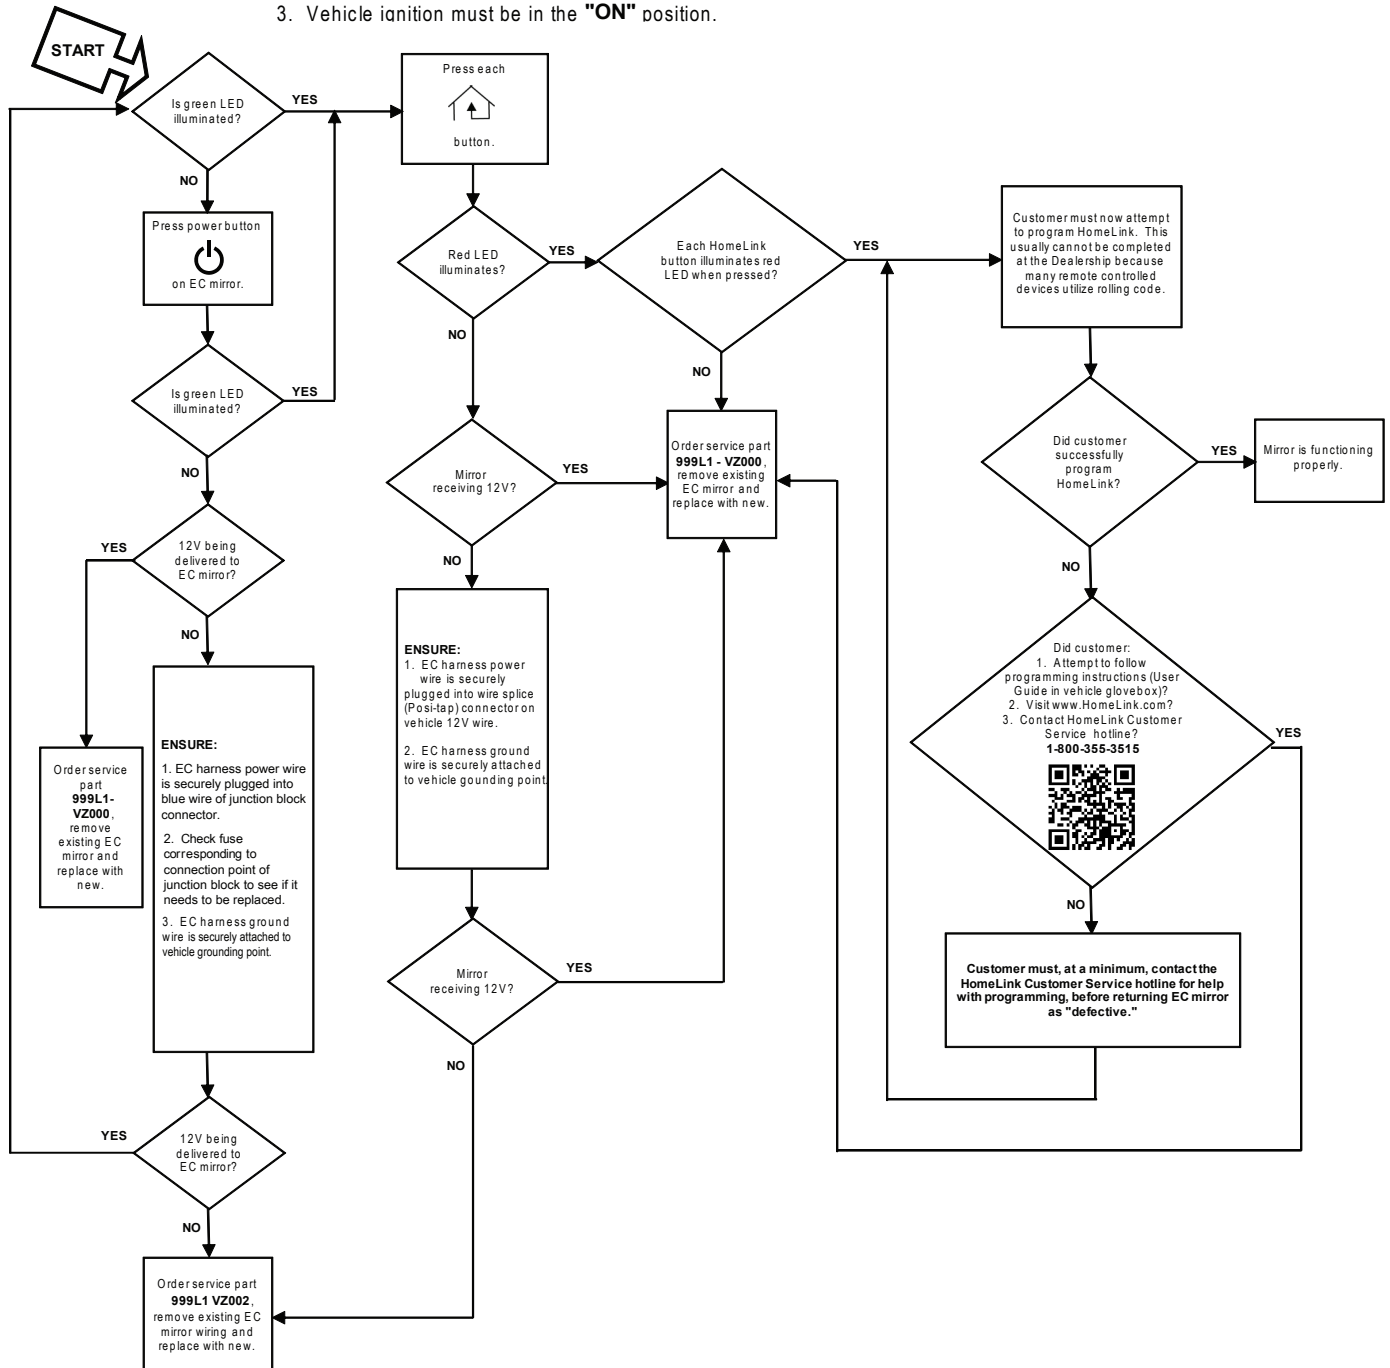 3. Vehicle ignition must be in the "ON" position.
START
Is green LED
illuminated?
YES
NO
Press power button
on EC mirror.
Is green LED
illuminated?
YES
NO
12V being
delivered to
EC mirror?
YES
NO
Order service
part
999L1-
VZ000,
remove
existing EC
mirror and
replace with
new.
ENSURE:
1. EC harness power wire
is securely plugged into
blue wire of junction block
connector.
2. Check fuse
corresponding to
connection point of
junction block to see if it
needs to be replaced.
3. EC harness ground
wire is securely attached to
vehicle grounding point.
12V being
delivered to
EC mirror?
YES
NO
Order service part
999L1 VZ002,
remove existing EC
mirror wiring and
replace with new.
Press each
button.
Red LED
illuminates?
YES
NO
Mirror
receiving 12V?
YES
NO
ENSURE:
1. EC harness power
wire is securely
plugged into wire splice
(Posi-tap) connector on
vehicle 12V wire.
2. EC harness ground
wire is securely attached
to vehicle grounding point.
Mirror
receiving 12V?
YES
NO
Each HomeLink
button illuminates red
LED when pressed?
YES
NO
Order service part
999L1 - VZ000,
remove existing
EC mirror and
replace with new.
Customer must now attempt
to program HomeLink. This
usually cannot be completed
at the Dealership because
many remote controlled
devices utilize rolling code.
Did customer
successfully
program
HomeLink?
YES
NO
Mirror is functioning
properly.
Did customer:
1. Attempt to follow
programming instructions (User
Guide in vehicle glovebox)?
2. Visit www.HomeLink.com?
3. Contact HomeLink Customer
Service hotline?
1-800-355-3515
YES
NO
Customer must, at a minimum, contact the
HomeLink Customer Service hotline for help
with programming, before returning EC mirror
as "defective."